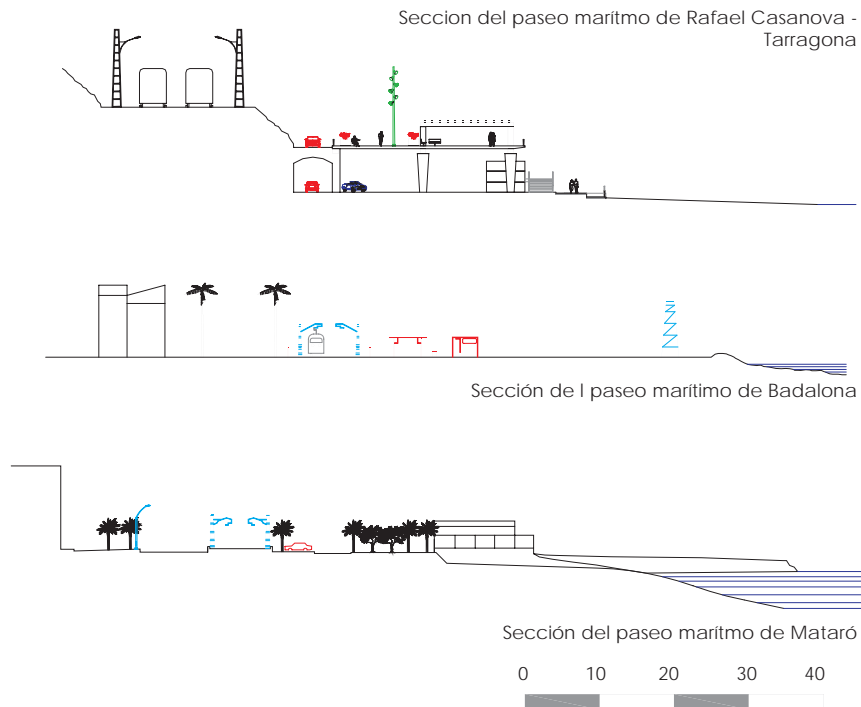 Seccion del paseo marítmo de Rafael Casanova -
Tarragona
Sección de l paseo marítimo de Badalona
Sección del paseo marítmo de Mataró
0 10 20 30 40